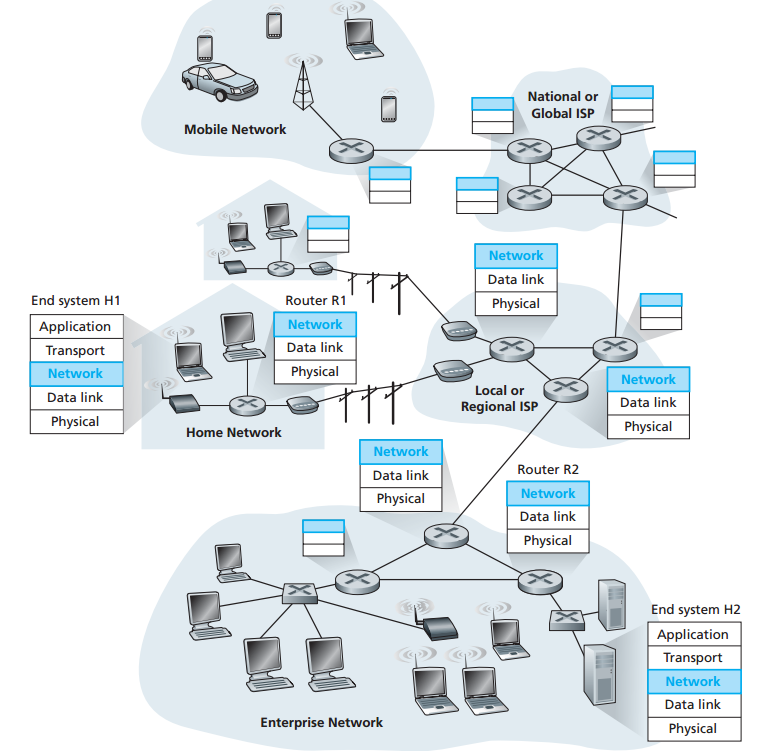 National or
Global ISP
Mobile Network
Network
Data link
Physical
End system H1
Application
Transport
Network
Data link
Physical
Router R1
Network
Data link
Physical
Local or
Regional ISP
Network
Data link
Physical
Home Network
Network
Data link
Physical
Router R2
Network
Data link
Physical
End system H2
Application
Transport
Network
Data link
Physical
Enterprise Network